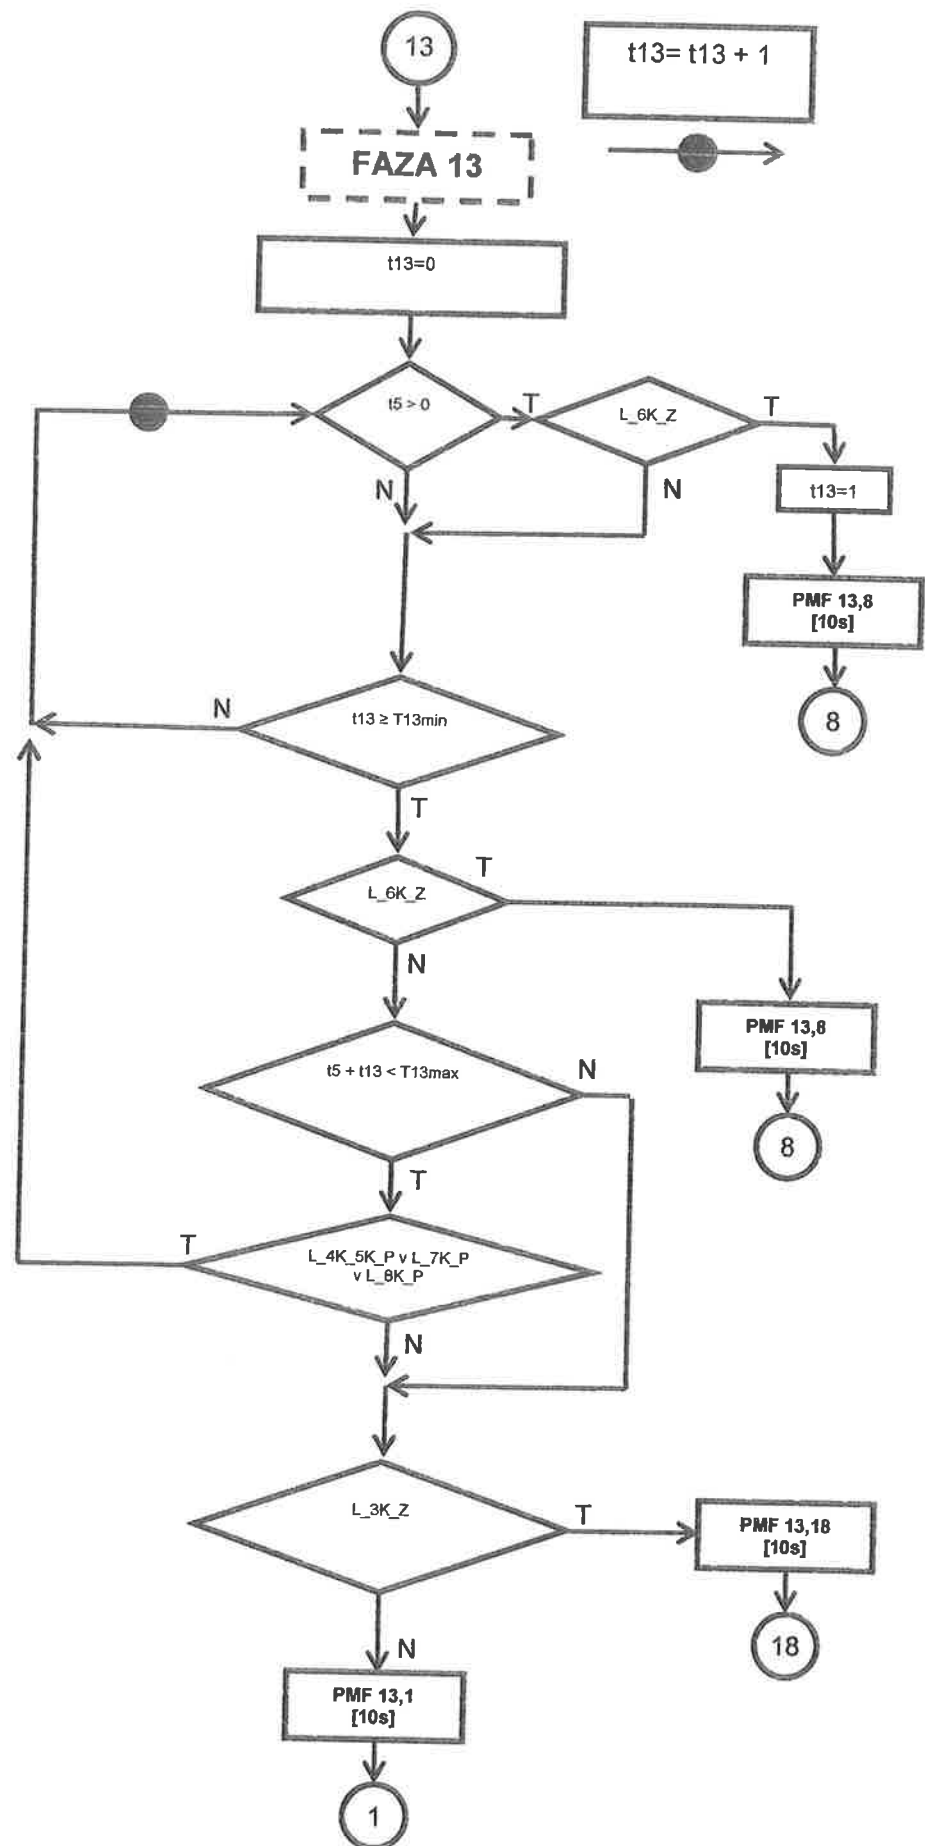 13
t13= t13 + 1
FAZA 13
t13=0
t5 > 0
T
L_6K_Z
T
N
N
t13=1
PMF 13,8
[10s]
8
N
t13 ≥ T13min
T
L_6K_Z
T
N
PMF 13,8
[10s]
8
t5 + t13 < T13max
N
T
T
L_4K_5K_P v L_7K_P
v L_8K_P
N
L_3K_Z
T
PMF 13,18
[10s]
18
N
PMF 13,1
[10s]
1